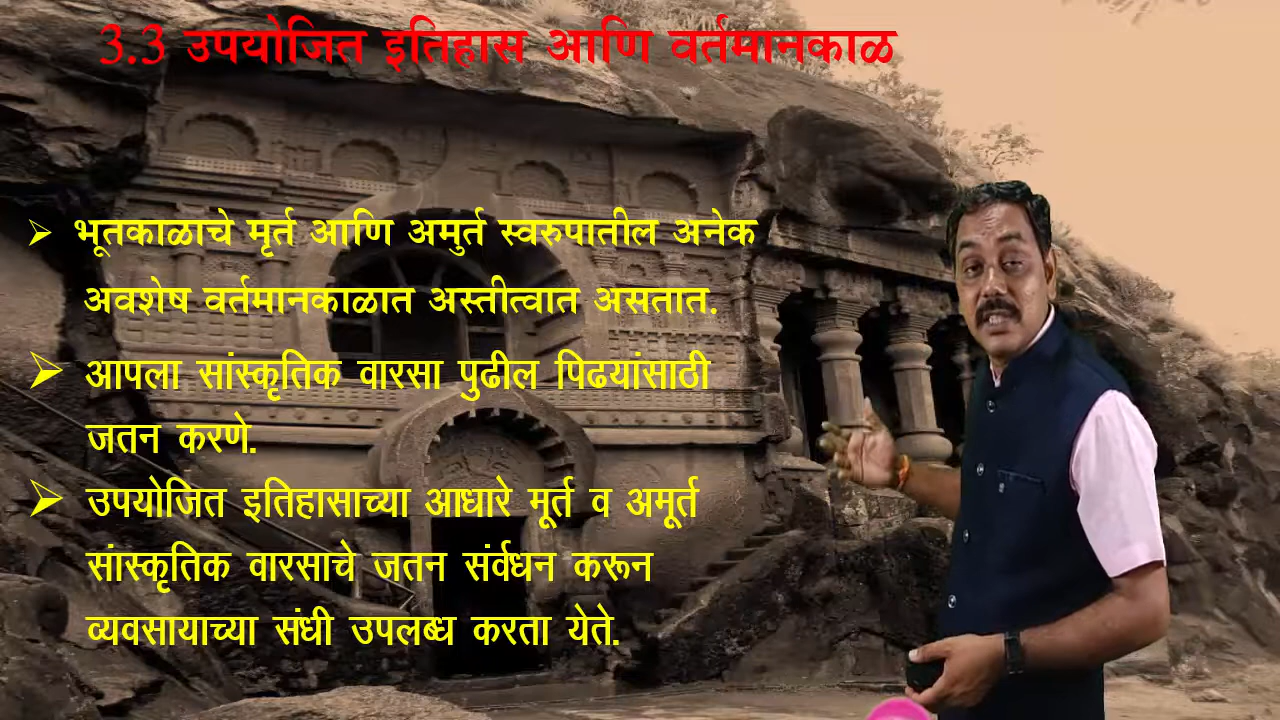 3.3 उपयोजित इतिहास आणि वर्तमानकाळ
➢ भूतकाळाचे मृर्त आणि अमुर्त स्वरुपातील अनेक
अवशेष वर्तमानकाळात अस्तीत्वात असतात.
➢ आपला सांस्कृतिक वारसा पुढील पिढयांसाठी
जतन करणे.
➢ उपयोजित इतिहासाच्या आधारे मूर्त व अमूर्त
सांस्कृतिक वारसाचे जतन संर्वधन करून
व्यवसायाच्या संधी उपलब्ध करता येते.